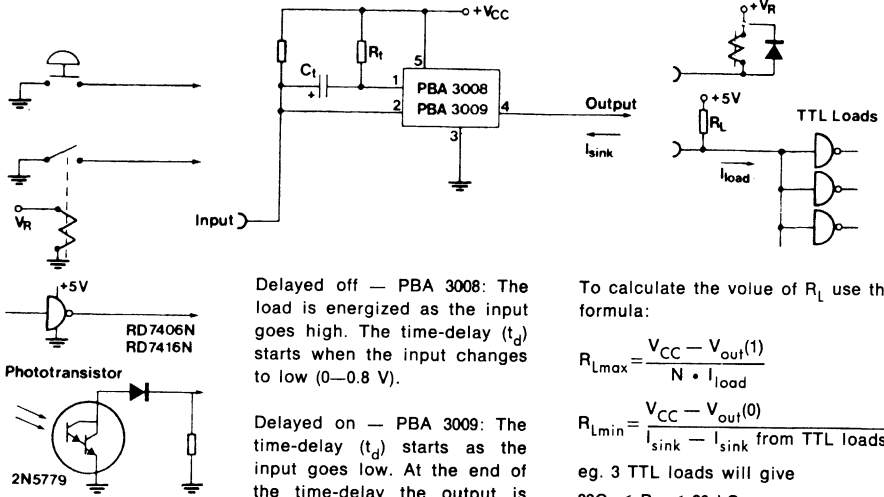 +VCC
Rt
Ct
+
5
1
2
PBA 3008
PBA 3009
4
3
Output
Isink
Input
VR
+5V
RD7406N
RD7416N
Phototransistor
2N5779
+VR
+5V
RL
TTL Loads
Iload
Delayed off — PBA 3008: The
load is energized as the input
goes high. The time-delay (td)
starts when the input changes
to low (0—0.8 V).
Delayed on — PBA 3009: The
time-delay (td) starts as the
input goes low. At the end of
the time-delay the output is
To calculate the volue of RL use th
formula:
RLmax = VCC — Vout(1)
N • Iload
RLmin = VCC — Vout(0)
Isink — Isink from TTL loads
eg. 3 TTL loads will give